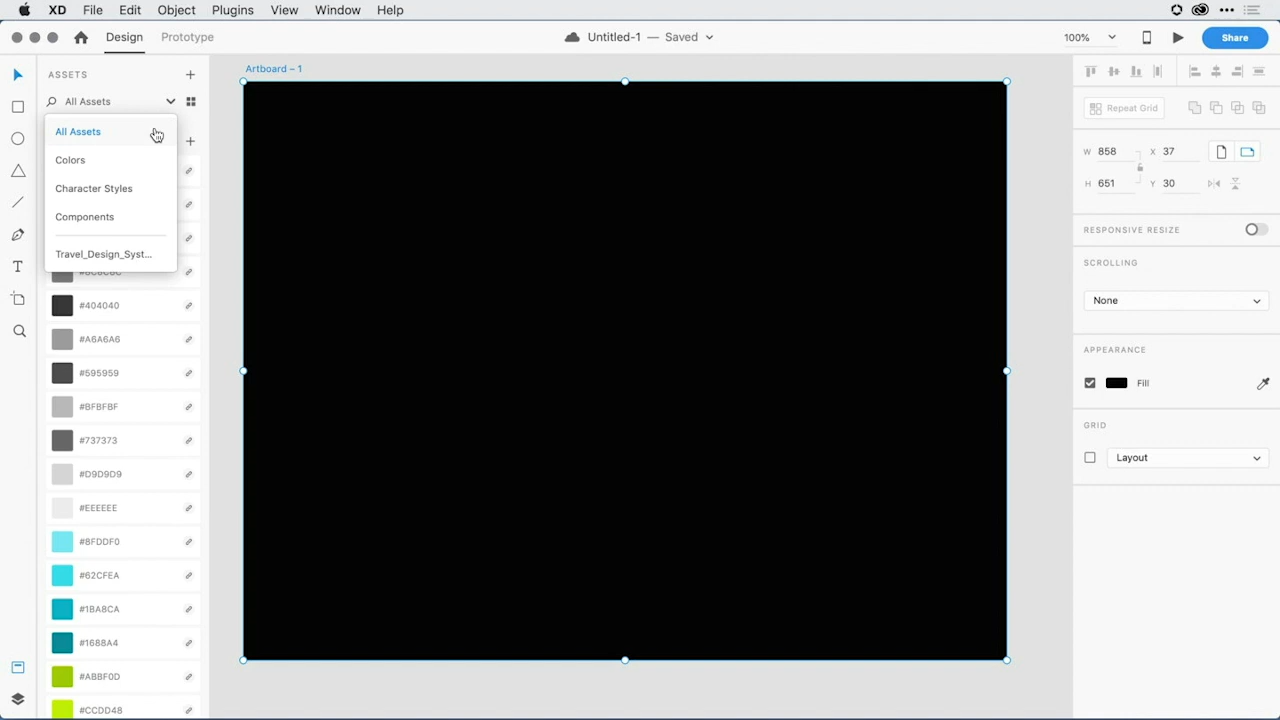 XD File Edit Object Plugins View Window Help
Design Prototype
Untitled-1 — Saved
100%
Share
ASSETS
All Assets
All Assets
Colors
Character Styles
Components
Travel_Design_Syst...
#404040
#A6A6A6
#595959
#BFBFBF
#737373
#D9D9D9
#EEEEEE
#8FDDF0
#62CFEA
#1BA8CA
#1688A4
#ABBF0D
#CCDD48
Artboard – 1
Repeat Grid
W 858 X 37
H 651 Y 30
RESPONSIVE RESIZE
SCROLLING
None
APPEARANCE
Fill
GRID
Layout